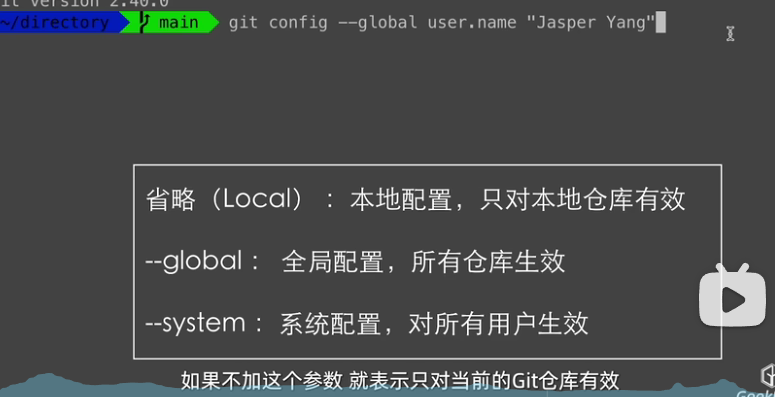 git version 2.40.0
~/directory main git config --global user.name "Jasper Yang"
省略（Local）：本地配置，只对本地仓库有效
--global： 全局配置，所有仓库生效
--system：系统配置，对所有用户生效
如果不加这个参数 就表示只对当前的Git仓库有效